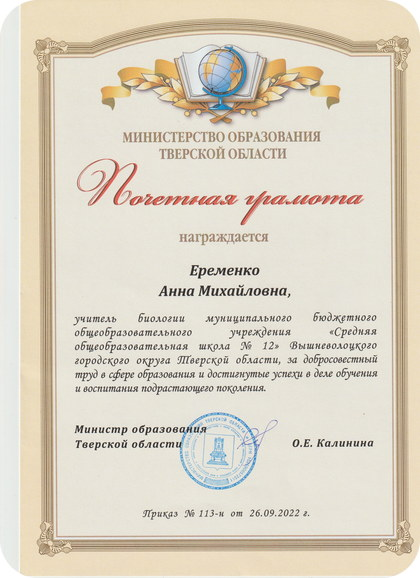 МИНИСТЕРСТВО ОБРАЗОВАНИЯ
ТВЕРСКОЙ ОБЛАСТИ
Почетная грамота
награждается
Еременко
Анна Михайловна,
учитель биологии муниципального бюджетного
общеобразовательного учреждения «Средняя
общеобразовательная школа № 12» Вышневолоцкого
городского округа Тверской области, за добросовестный
труд в сфере образования и достигнутые успехи в деле обучения
и воспитания подрастающего поколения.
Министр образования
Тверской области
О.Е. Калинина
Приказ № 113-н от 26.09.2022 г.